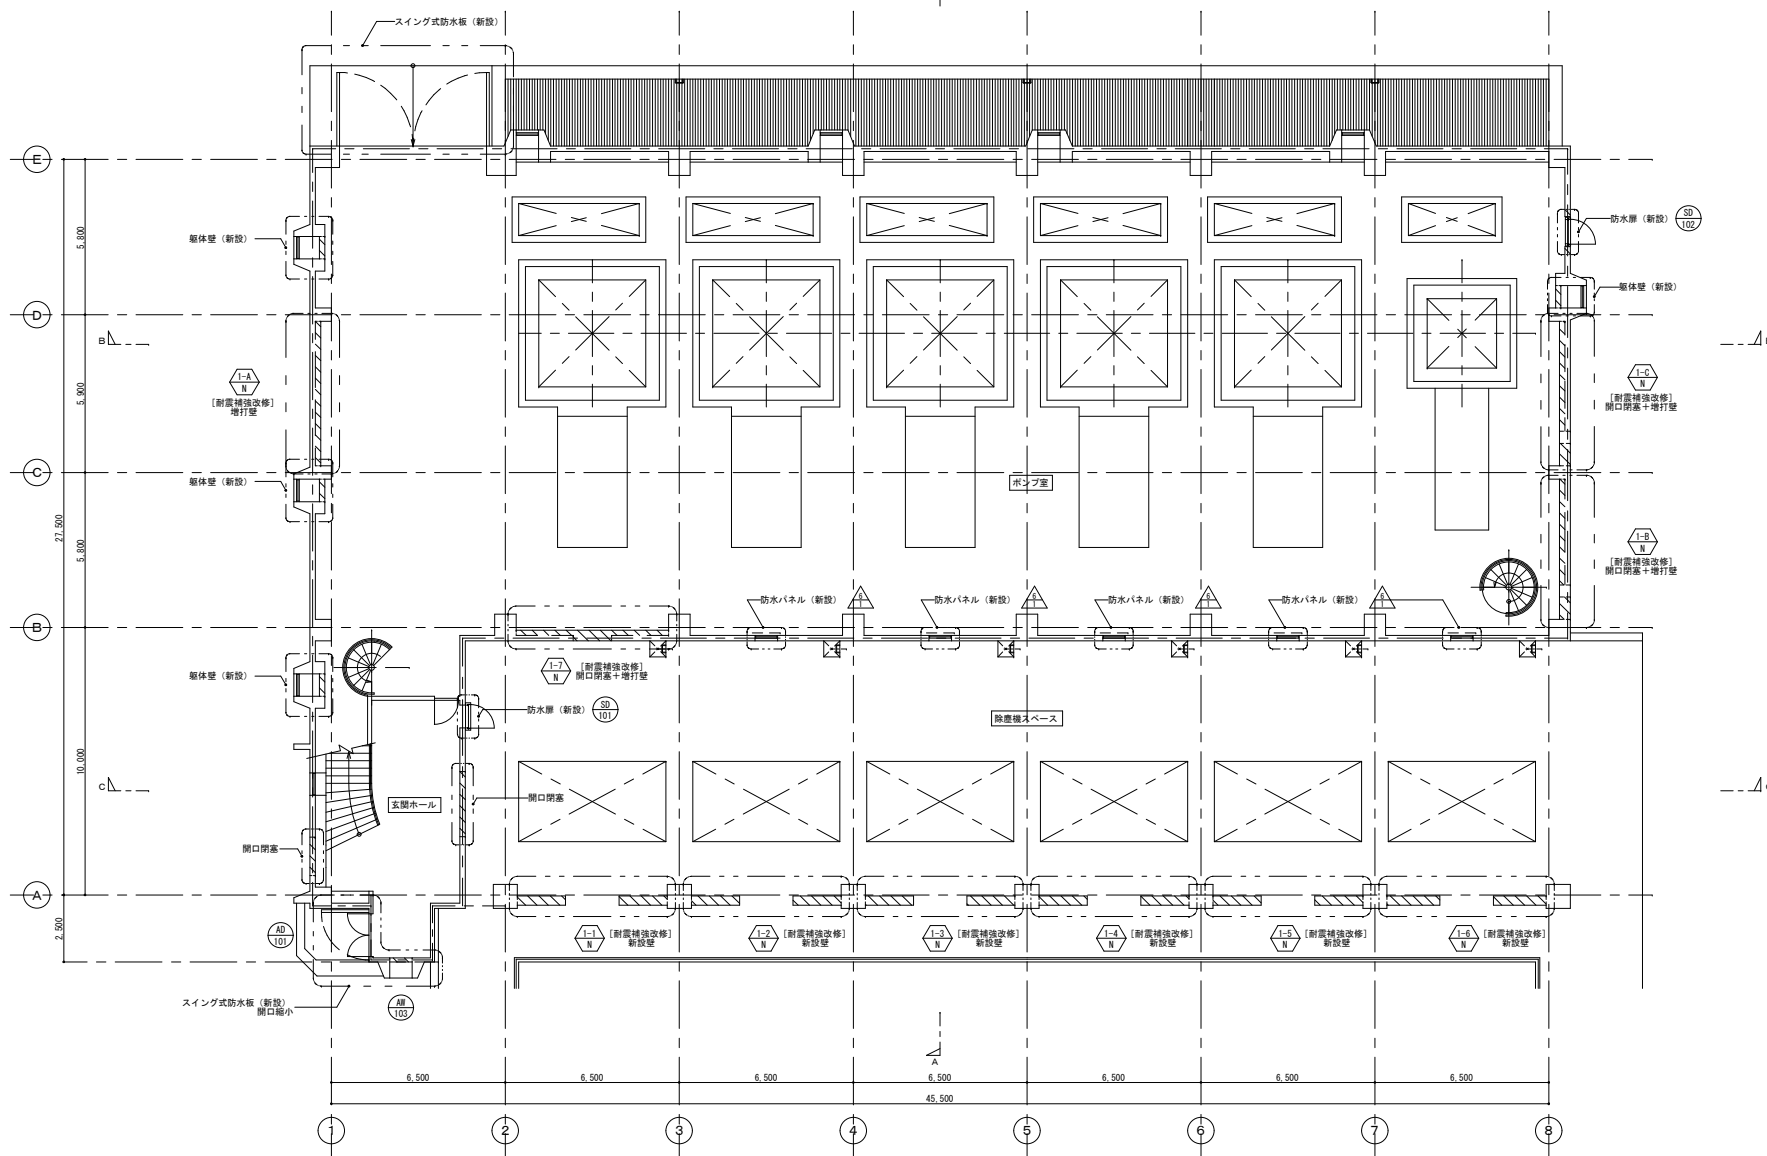 スイング式防水板（新設）
E
5,800
躯体壁（新設）
防水扉（新設）
SD
102
躯体壁（新設）
D
B
1-A
N
[耐震補強改修]
増打壁
5,900
1-C
N
[耐震補強改修]
開口閉塞＋増打壁
C
躯体壁（新設）
ポンプ室
27,500
5,800
1-B
N
[耐震補強改修]
開口閉塞＋増打壁
防水パネル（新設）
6
1
防水パネル（新設）
6
1
防水パネル（新設）
6
1
防水パネル（新設）
6
1
B
躯体壁（新設）
1-7
N
[耐震補強改修]
開口閉塞＋増打壁
防水扉（新設）
SD
101
除塵機スペース
10,000
C
玄関ホール
開口閉塞
開口閉塞
A
2,500
AD
101
1-1
N
[耐震補強改修]
新設壁
1-2
N
[耐震補強改修]
新設壁
1-3
N
[耐震補強改修]
新設壁
1-4
N
[耐震補強改修]
新設壁
1-5
N
[耐震補強改修]
新設壁
1-6
N
[耐震補強改修]
新設壁
スイング式防水板（新設）
開口縮小
AW
103
A
6,500
6,500
6,500
6,500
6,500
6,500
6,500
45,500
1
2
3
4
5
6
7
8